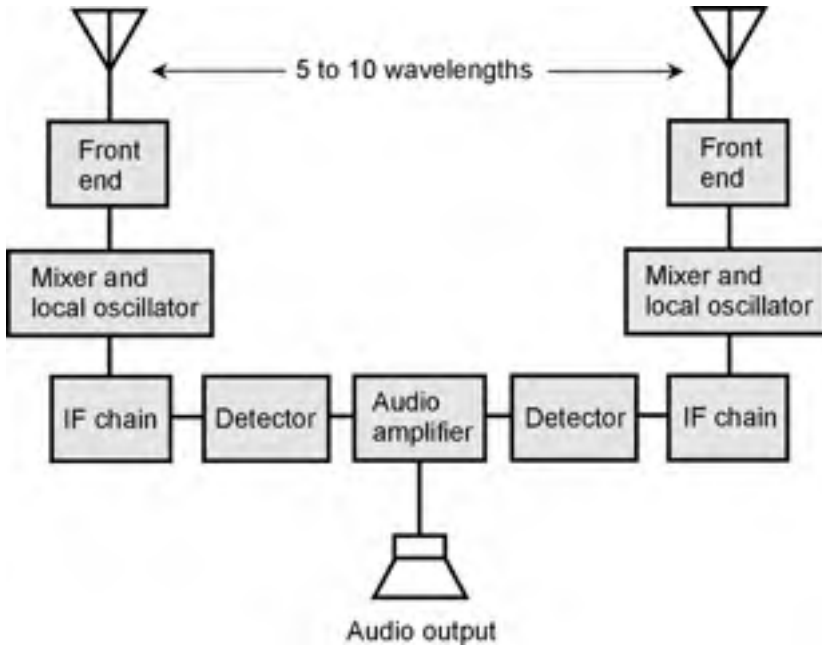 5 to 10 wavelengths
Front
end
Front
end
Mixer and
local oscillator
Mixer and
local oscillator
IF chain
Detector
Audio
amplifier
Detector
IF chain
Audio output